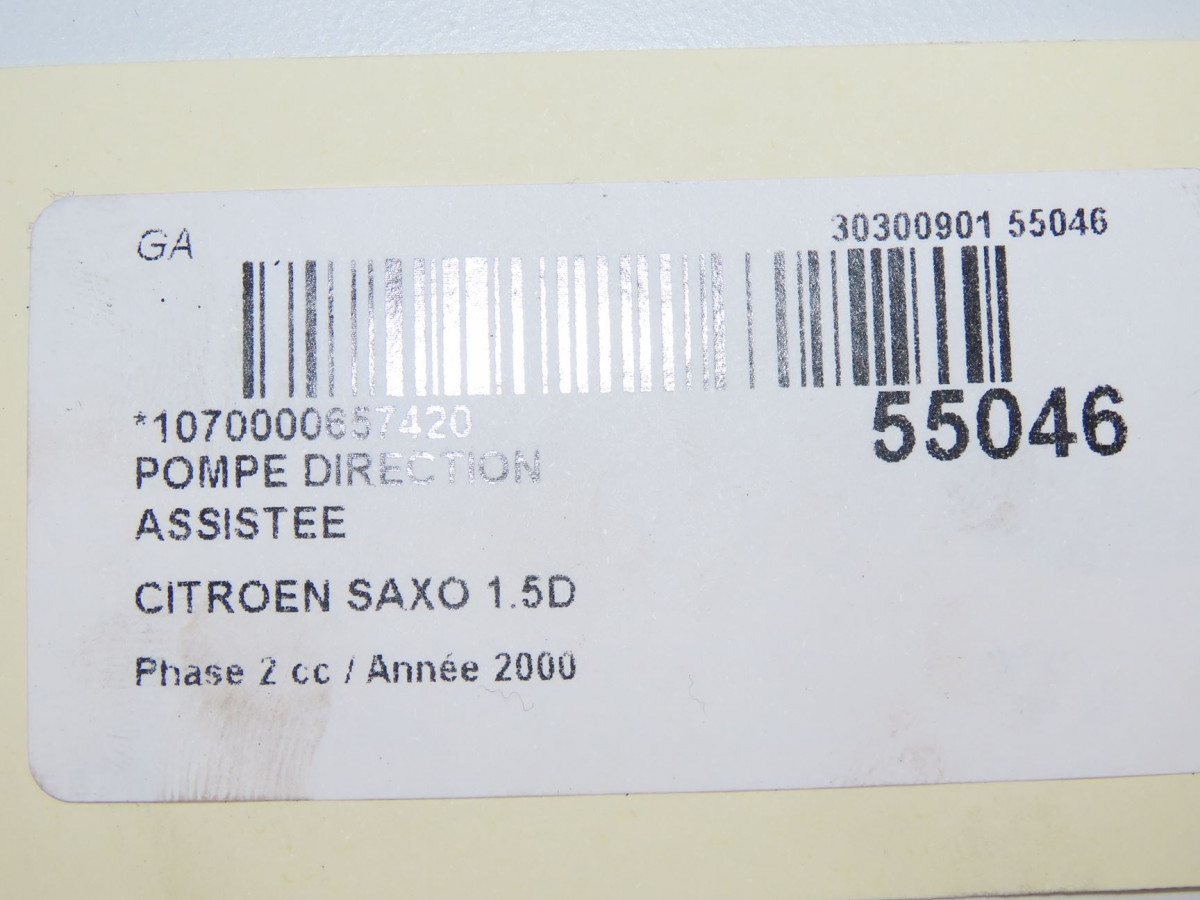 GA
30300901 55046
55046
*1070000657420
POMPE DIRECTION
ASSISTEE
CITROEN SAXO 1.5D
Phase 2 cc / Année 2000